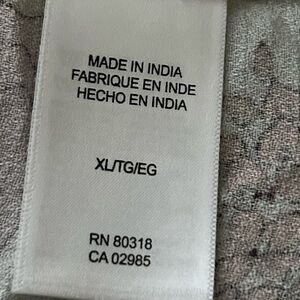 MADE IN INDIA
FABRIQUE EN INDE
HECHO EN INDIA
XL/TG/EG
RN 80318
CA 02985